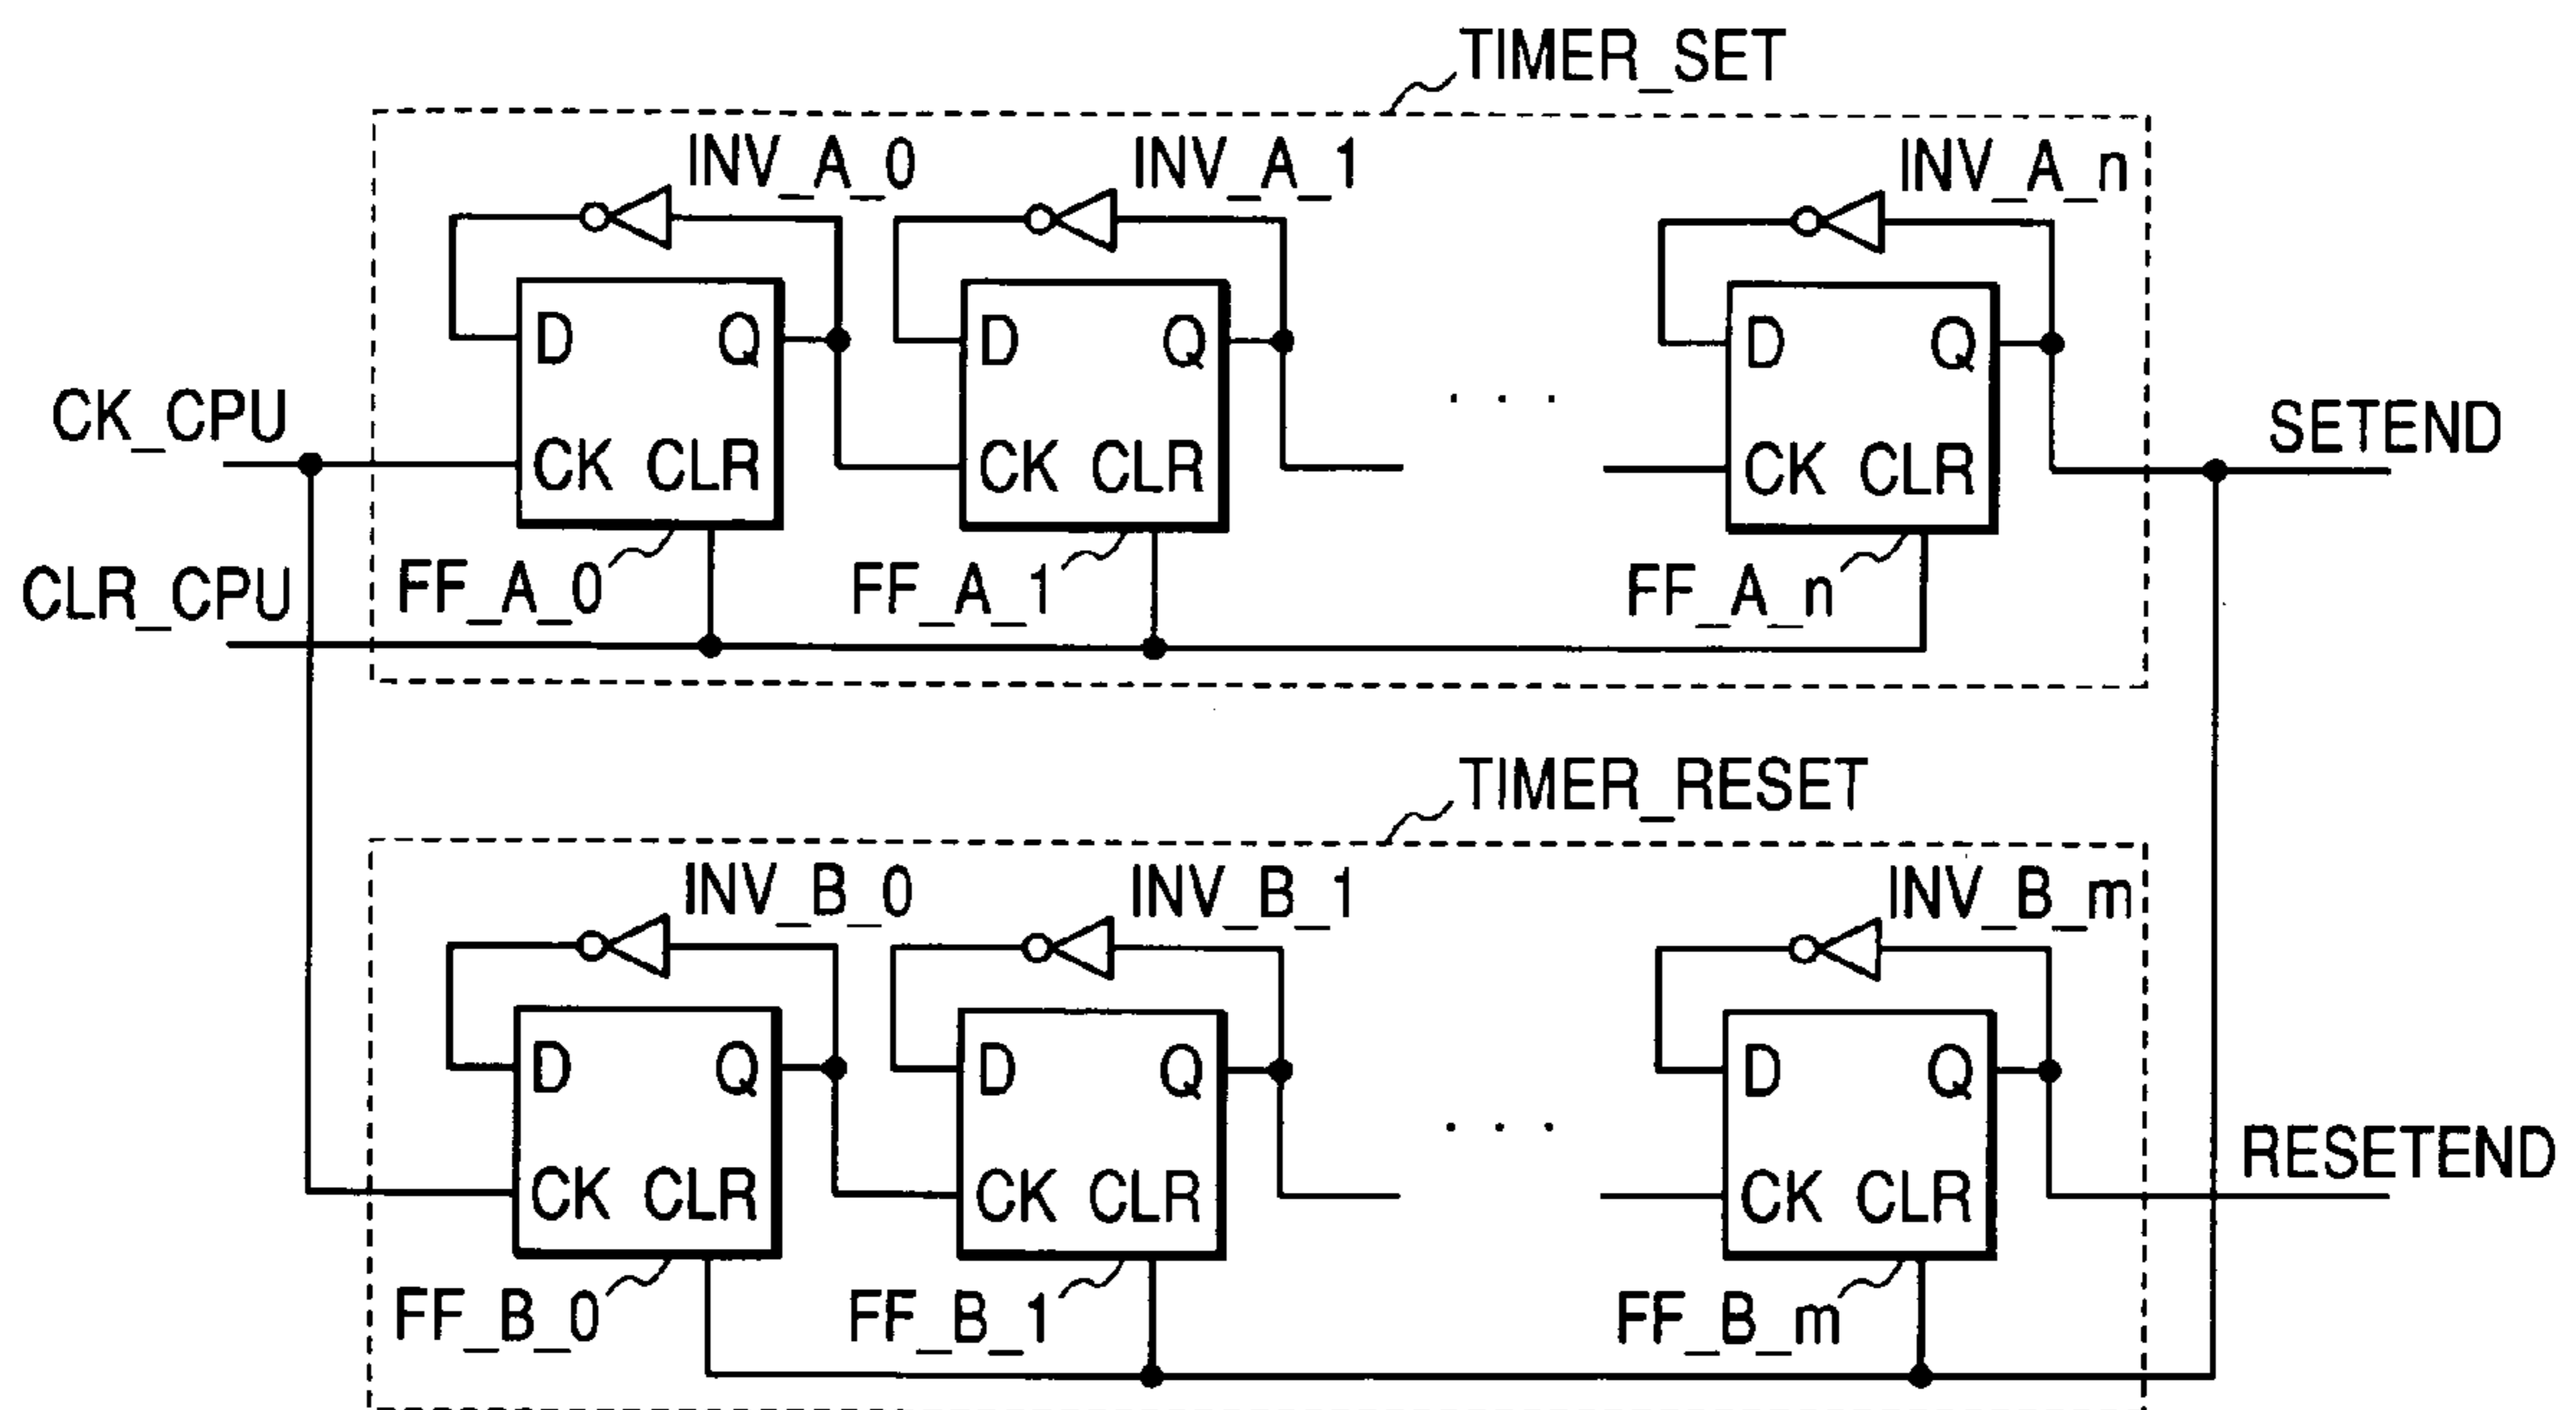 TIMER_SET
INV_A_0 INV_A_1 INV_A_n
D Q D Q D Q
CK_CPU SETEND
CK CLR CK CLR . . . CK CLR
CLR_CPU FF_A_0 FF_A_1 FF_A_n
TIMER_RESET
INV_B_0 INV_B_1 INV_B_m
D Q D Q D Q
. . . RESETEND
CK CLR CK CLR CK CLR
FF_B_0 FF_B_1 FF_B_m